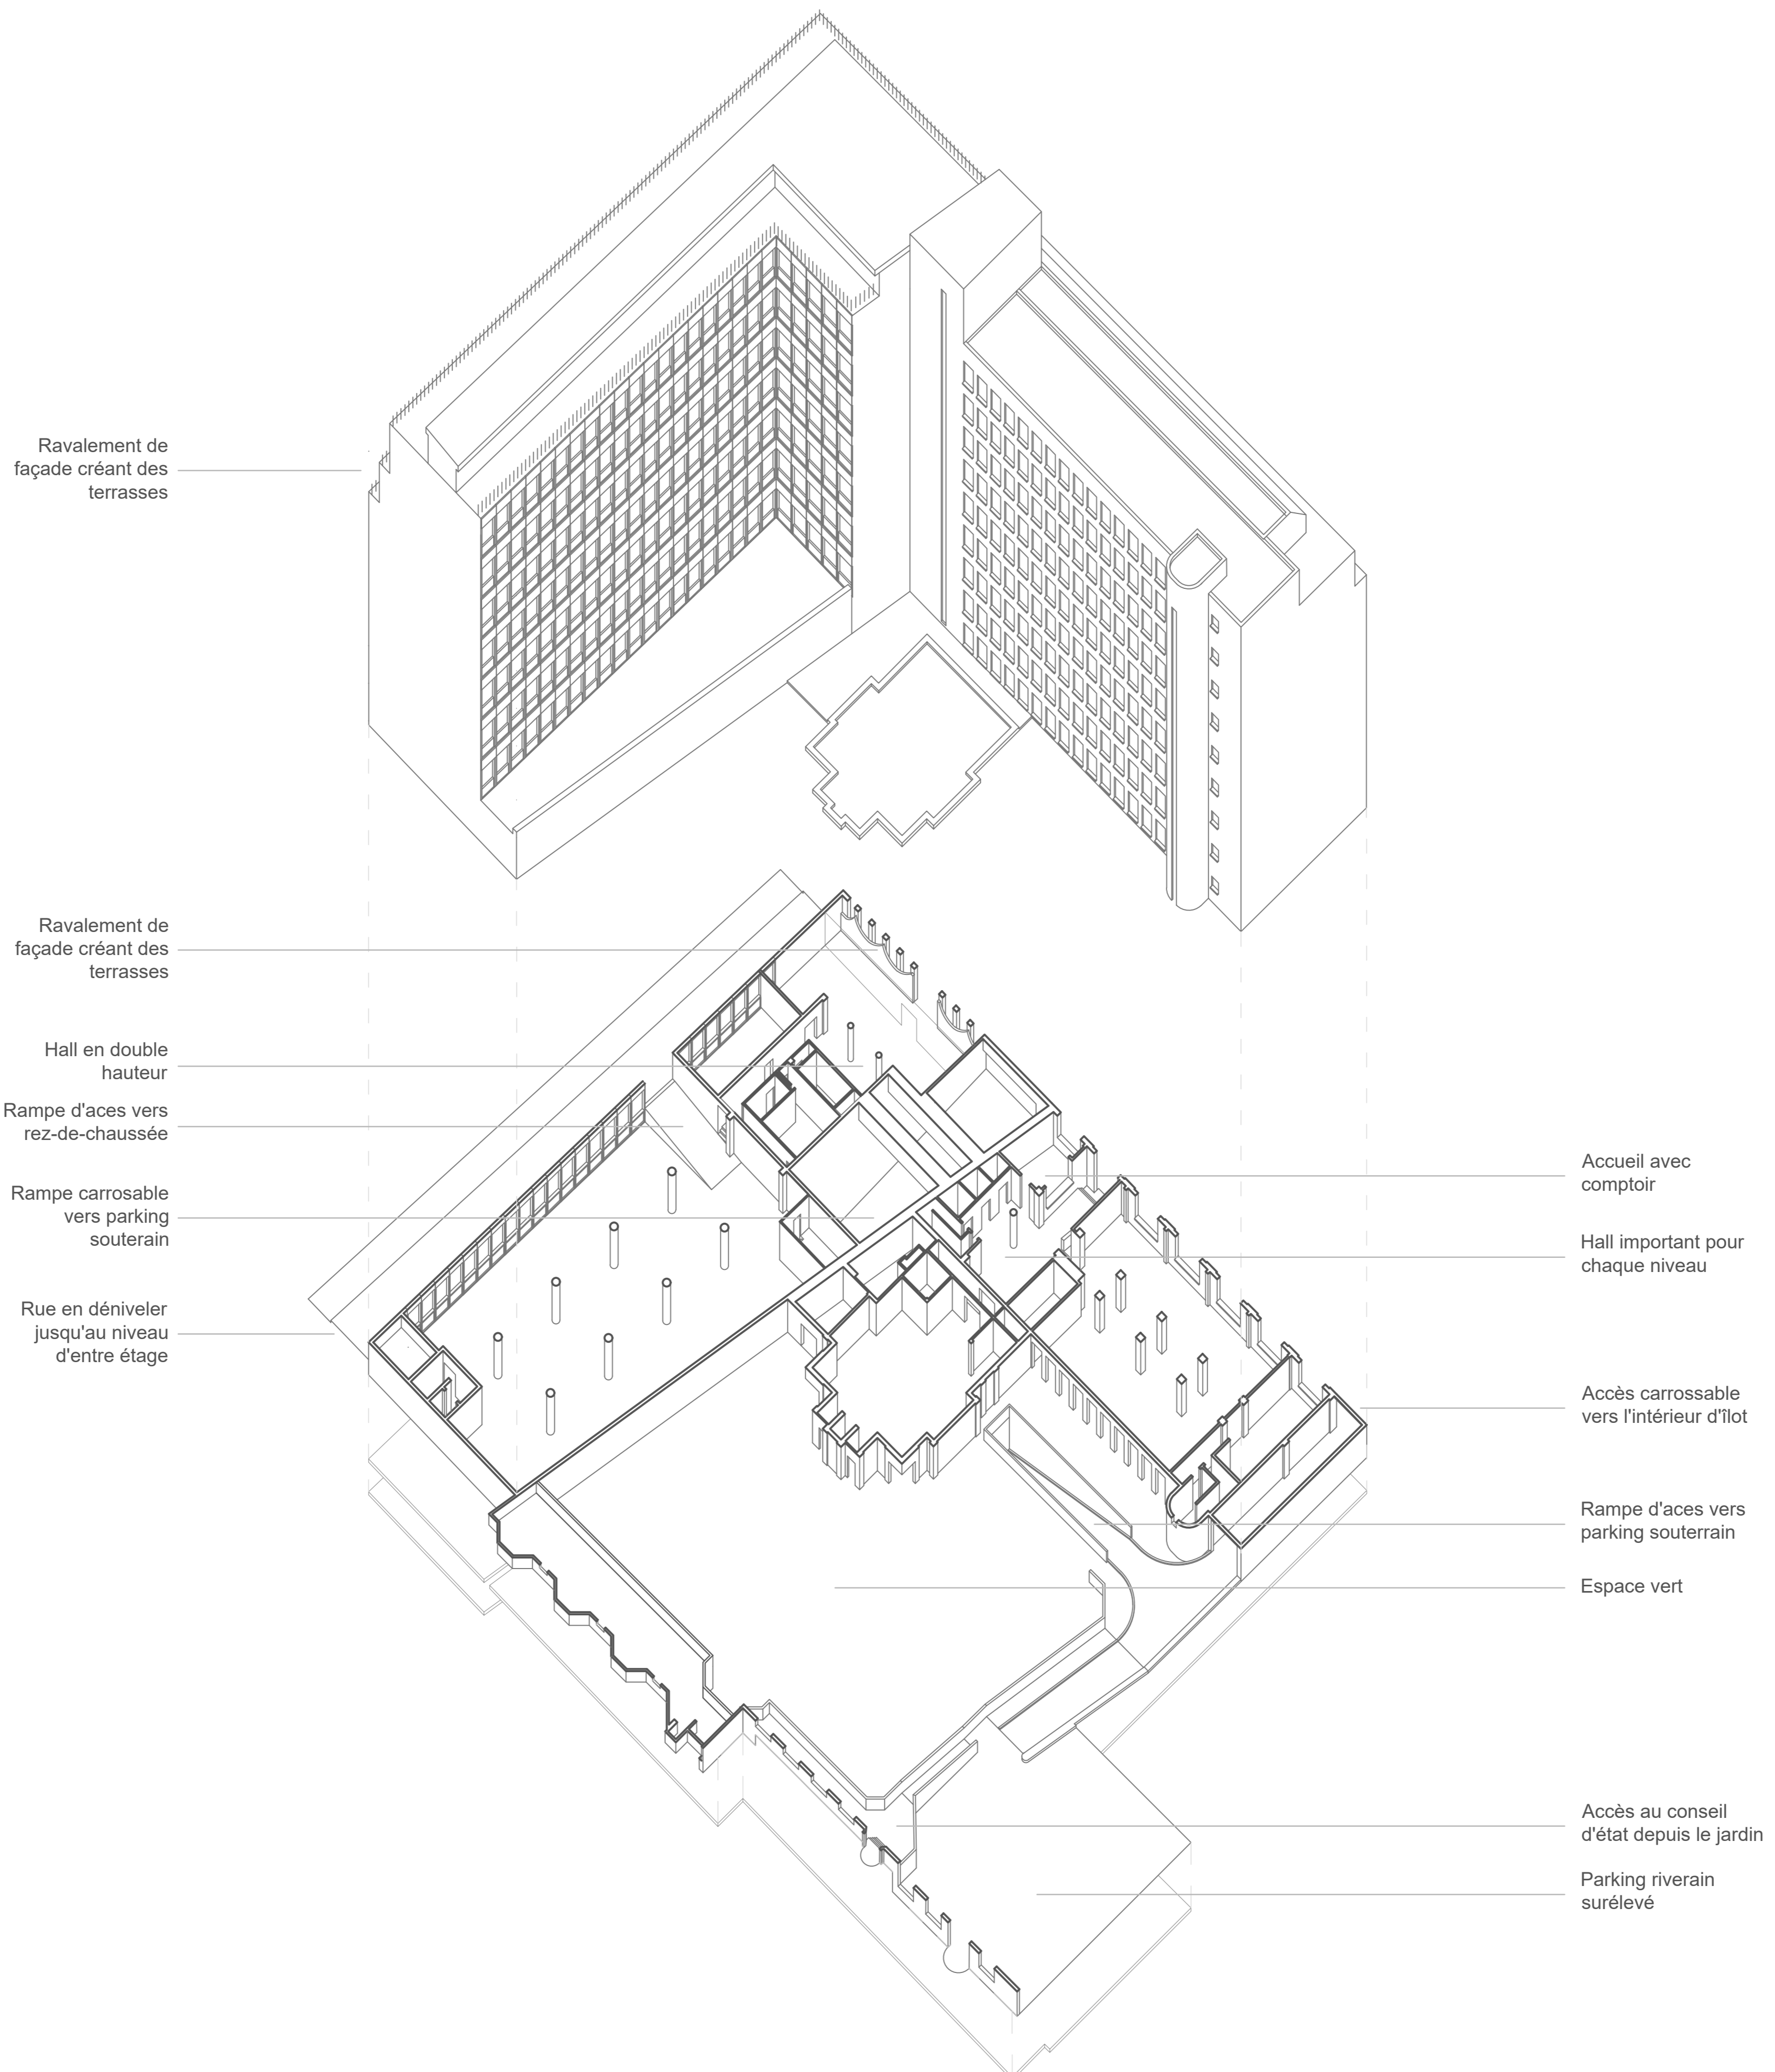 Ravalement de
façade créant des
terrasses
Ravalement de
façade créant des
terrasses
Hall en double
hauteur
Rampe d'aces vers
rez-de-chaussée
Rampe carrosable
vers parking
souterain
Rue en déniveler
jusqu'au niveau
d'entre étage
Accueil avec
comptoir
Hall important pour
chaque niveau
Accès carrossable
vers l'intérieur d'îlot
Rampe d'aces vers
parking souterrain
Espace vert
Accès au conseil
d'état depuis le jardin
Parking riverain
surélevé